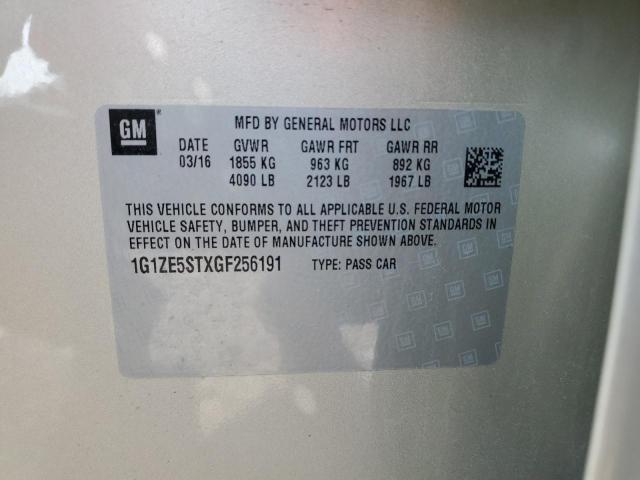 GM
MFD BY GENERAL MOTORS LLC
DATE GVWR GAWR FRT GAWR RR
03/16 1855 KG 963 KG 892 KG
4090 LB 2123 LB 1967 LB
THIS VEHICLE CONFORMS TO ALL APPLICABLE U.S. FEDERAL MOTOR
VEHICLE SAFETY, BUMPER, AND THEFT PREVENTION STANDARDS IN
EFFECT ON THE DATE OF MANUFACTURE SHOWN ABOVE.
1G1ZE5STXGF256191 TYPE: PASS CAR